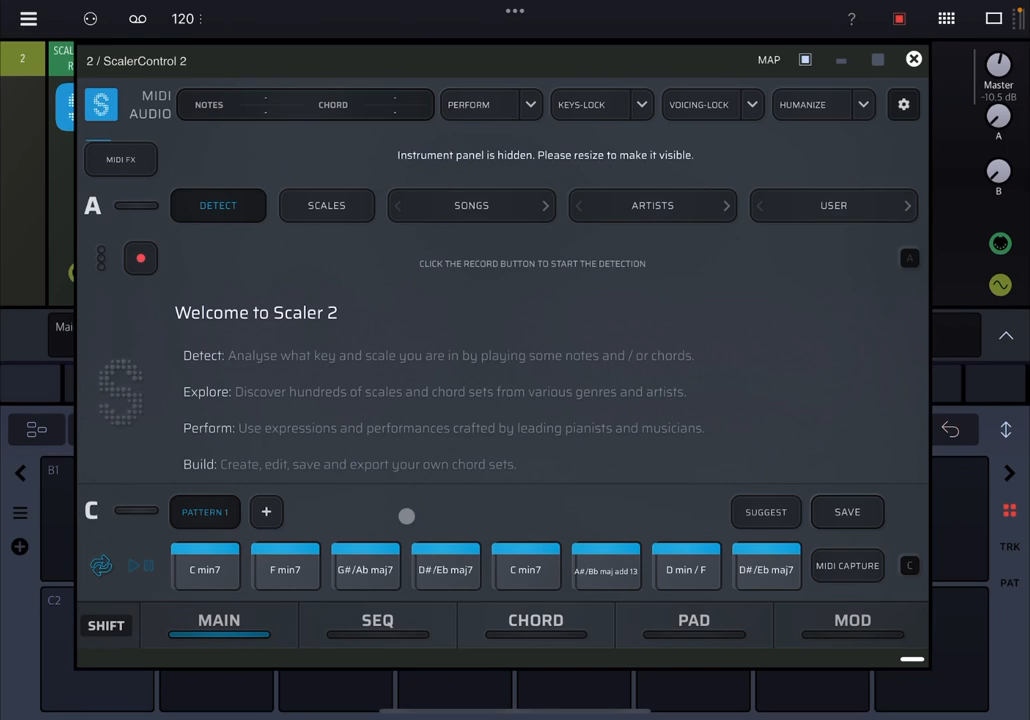 120
?
2
SCAL
R
2 / ScalerControl 2
MAP
Master
-10.5 dB
A
B
S
MIDI
AUDIO
NOTES - -
CHORD - -
PERFORM
KEYS-LOCK
VOICING-LOCK
HUMANIZE
MIDI FX
Instrument panel is hidden. Please resize to make it visible.
A
DETECT
SCALES
SONGS
ARTISTS
USER
CLICK THE RECORD BUTTON TO START THE DETECTION
A
Welcome to Scaler 2
Mai
Detect: Analyse what key and scale you are in by playing some notes and / or chords.
Explore: Discover hundreds of scales and chord sets from various genres and artists.
Perform: Use expressions and performances crafted by leading pianists and musicians.
Build: Create, edit, save and export your own chord sets.
B1
C
PATTERN 1
+
SUGGEST
SAVE
C min7
F min7
G#/Ab maj7
D#/Eb maj7
C min7
A#/Bb maj add 13
D min / F
D#/Eb maj7
MIDI CAPTURE
C
TRK
PAT
C2
SHIFT
MAIN
SEQ
CHORD
PAD
MOD